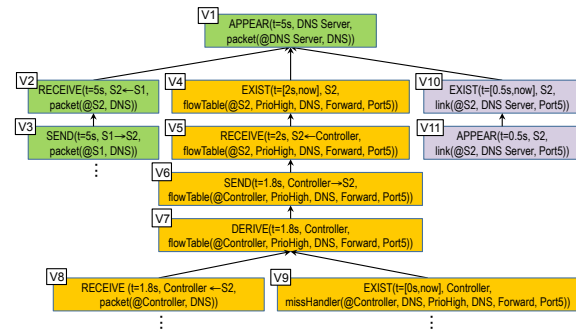 V1
APPEAR(t=5s, DNS Server,
packet(@DNS Server, DNS))
V2
RECEIVE(t=5s, S2←S1,
packet(@S2, DNS))
V4
EXIST(t=[2s,now], S2,
flowTable(@S2, PrioHigh, DNS, Forward, Port5))
V10
EXIST(t=[0.5s,now], S2,
link(@S2, DNS Server, Port5))
V3
SEND(t=5s, S1→S2,
packet(@S1, DNS))
⋮
V5
RECEIVE(t=2s, S2←Controller,
flowTable(@S2, PrioHigh, DNS, Forward, Port5))
V11
APPEAR(t=0.5s, S2,
link(@S2, DNS Server, Port5))
V6
SEND(t=1.8s, Controller→S2,
flowTable(@Controller, PrioHigh, DNS, Forward, Port5))
V7
DERIVE(t=1.8s, Controller,
flowTable(@Controller, PrioHigh, DNS, Forward, Port5))
V8
RECEIVE (t=1.8s, Controller ←S2,
packet(@Controller, DNS))
⋮
V9
EXIST(t=[0s,now], Controller,
missHandler(@Controller, DNS, PrioHigh, DNS, Forward, Port5))
⋮